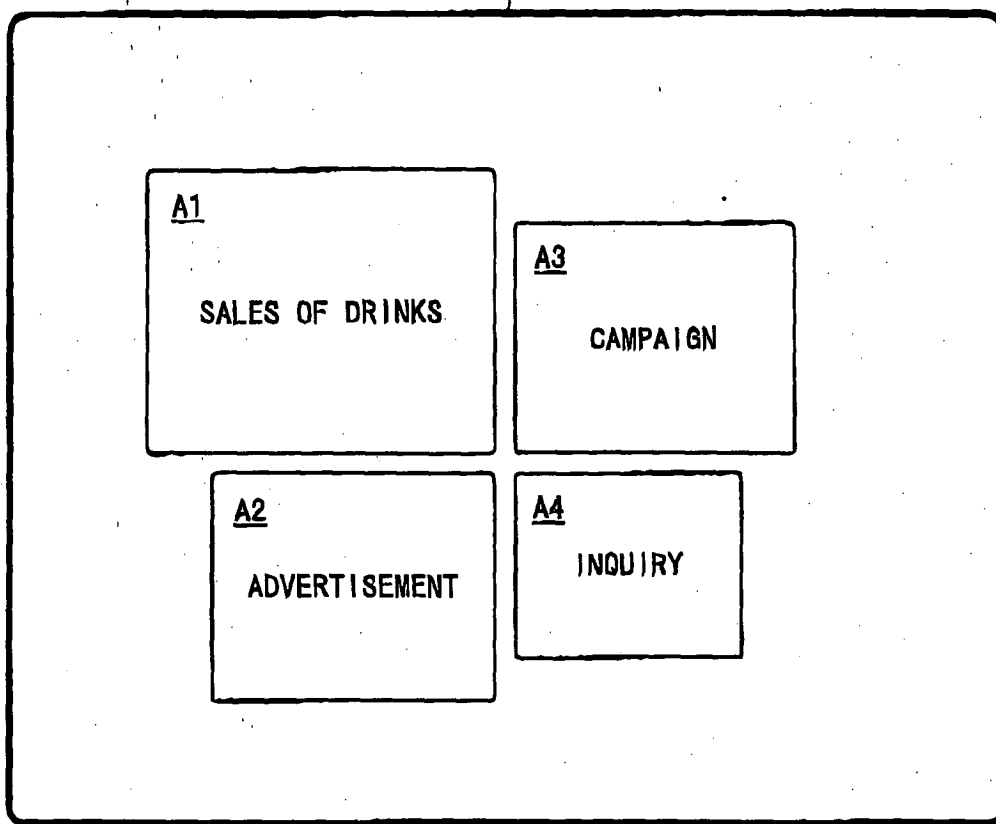 A1
SALES OF DRINKS
A3
CAMPAIGN
A2
ADVERTISEMENT
A4
INQUIRY